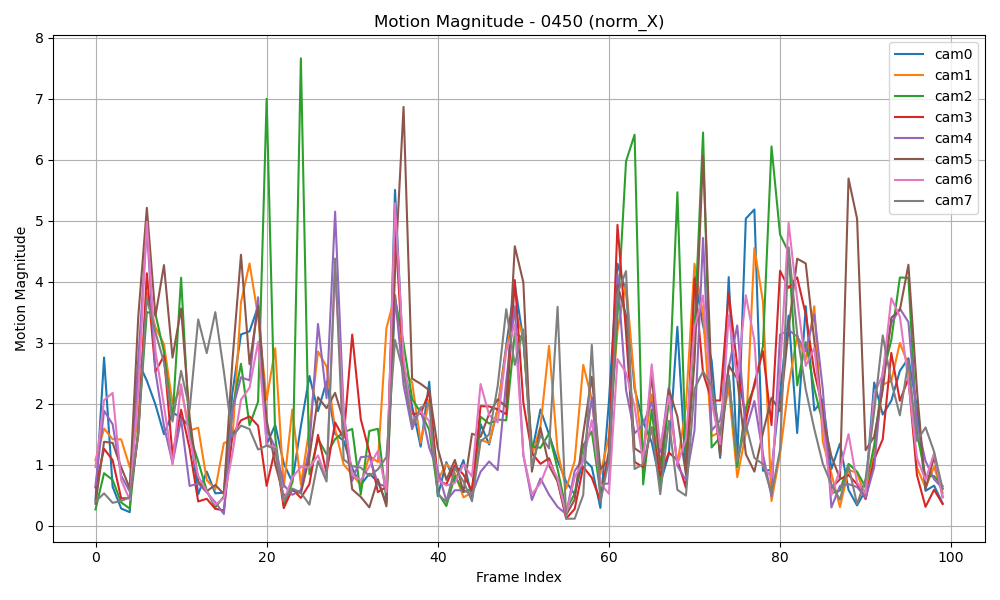 Motion Magnitude - 0450 (norm_X)
8
7
6
5
4
3
2
1
0
Motion Magnitude
0
20
40
60
80
100
Frame Index
cam0
cam1
cam2
cam3
cam4
cam5
cam6
cam7